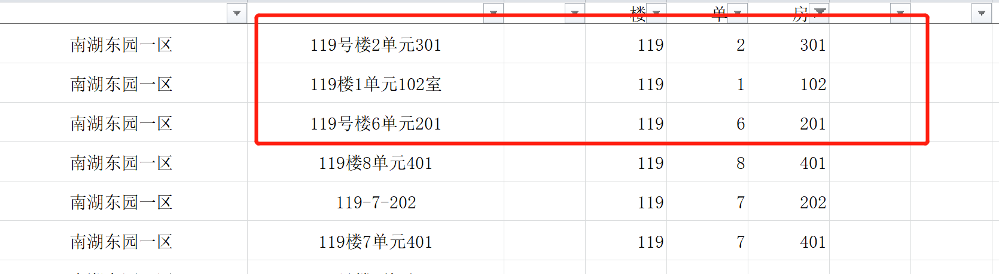 楼 单 房
南湖东园一区 119号楼2单元301 119 2 301
南湖东园一区 119楼1单元102室 119 1 102
南湖东园一区 119号楼6单元201 119 6 201
南湖东园一区 119楼8单元401 119 8 401
南湖东园一区 119-7-202 119 7 202
南湖东园一区 119楼7单元401 119 7 401